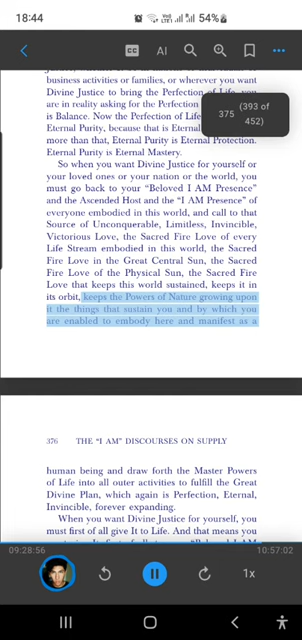 18:44
54%
CC
AI
business activities or families, or wherever you want
Divine Justice to bring the Perfection of Life, you
are in reality asking for the Perfection
is Balance. Now the Perfection of Life
Eternal Purity, because that is Eternal
more than that, Eternal Purity is Eternal Protection.
Eternal Purity is Eternal Mastery.
375 (393 of
452)
So when you want Divine Justice for yourself or
your loved ones or your nation or the world, you
must go back to your "Beloved I AM Presence"
and the Ascended Host and the "I AM Presence" of
everyone embodied in this world, and call to that
Source of Unconquerable, Limitless, Invincible,
Victorious Love, the Sacred Fire Love of every
Life Stream embodied in this world, the Sacred
Fire Love in the Great Central Sun, the Sacred
Fire Love of the Physical Sun, the Sacred Fire
Love that keeps this world sustained, keeps it in
its orbit, keeps the Powers of Nature growing upon
it the things that sustain you and by which you
are enabled to embody here and manifest as a
376 THE "I AM" DISCOURSES ON SUPPLY
human being and draw forth the Master Powers
of Life into all outer activities to fulfill the Great
Divine Plan, which again is Perfection, Eternal,
Invincible, forever expanding.
When you want Divine Justice for yourself, you
must first of all give It to Life. And that means you
09:28:56
10:57:02
1x